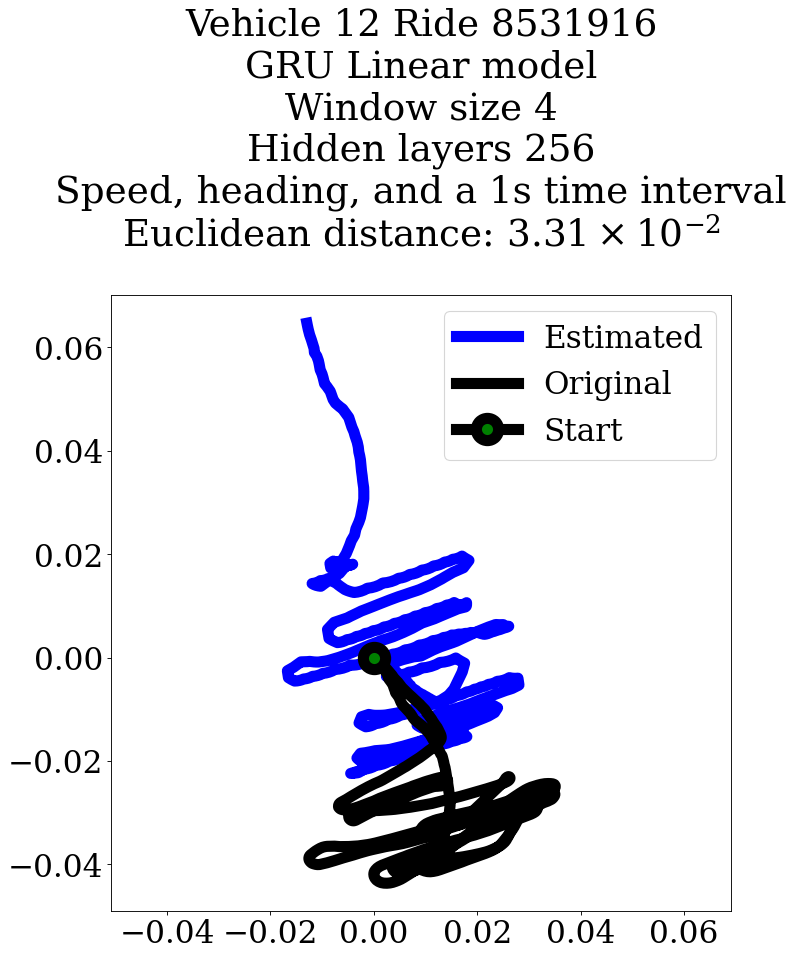 Vehicle 12 Ride 8531916
GRU Linear model
Window size 4
Hidden layers 256
Speed, heading, and a 1s time interval
Euclidean distance: 3.31 × 10⁻²
Estimated
Original
Start
0.06
0.04
0.02
0.00
−0.02
−0.04
−0.04 −0.02 0.00 0.02 0.04 0.06